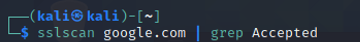 ┌──(kali㉿kali)-[~]
└─$ sslscan google.com | grep Accepted